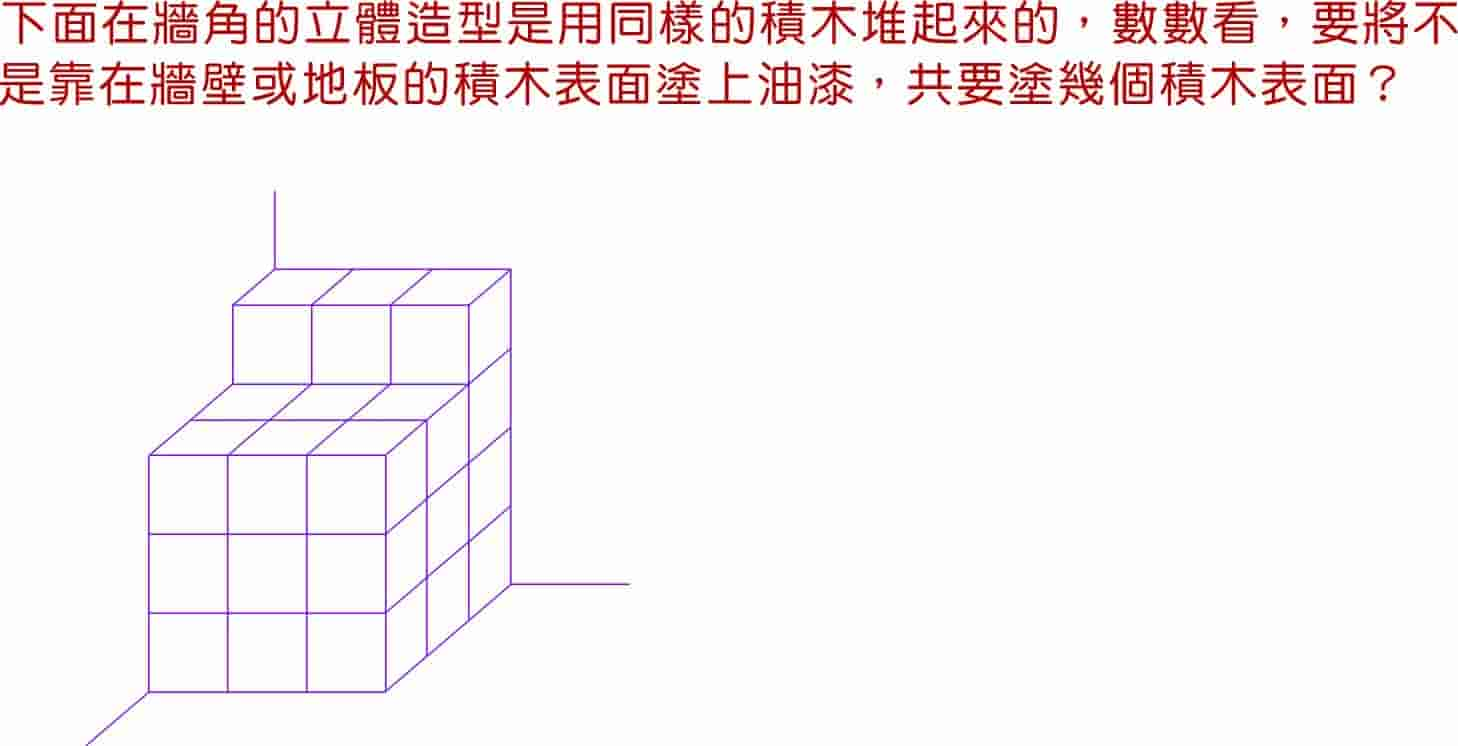 下面在牆角的立體造型是用同樣的積木堆起來的，數數看，要將不
是靠在牆壁或地板的積木表面塗上油漆，共要塗幾個積木表面？